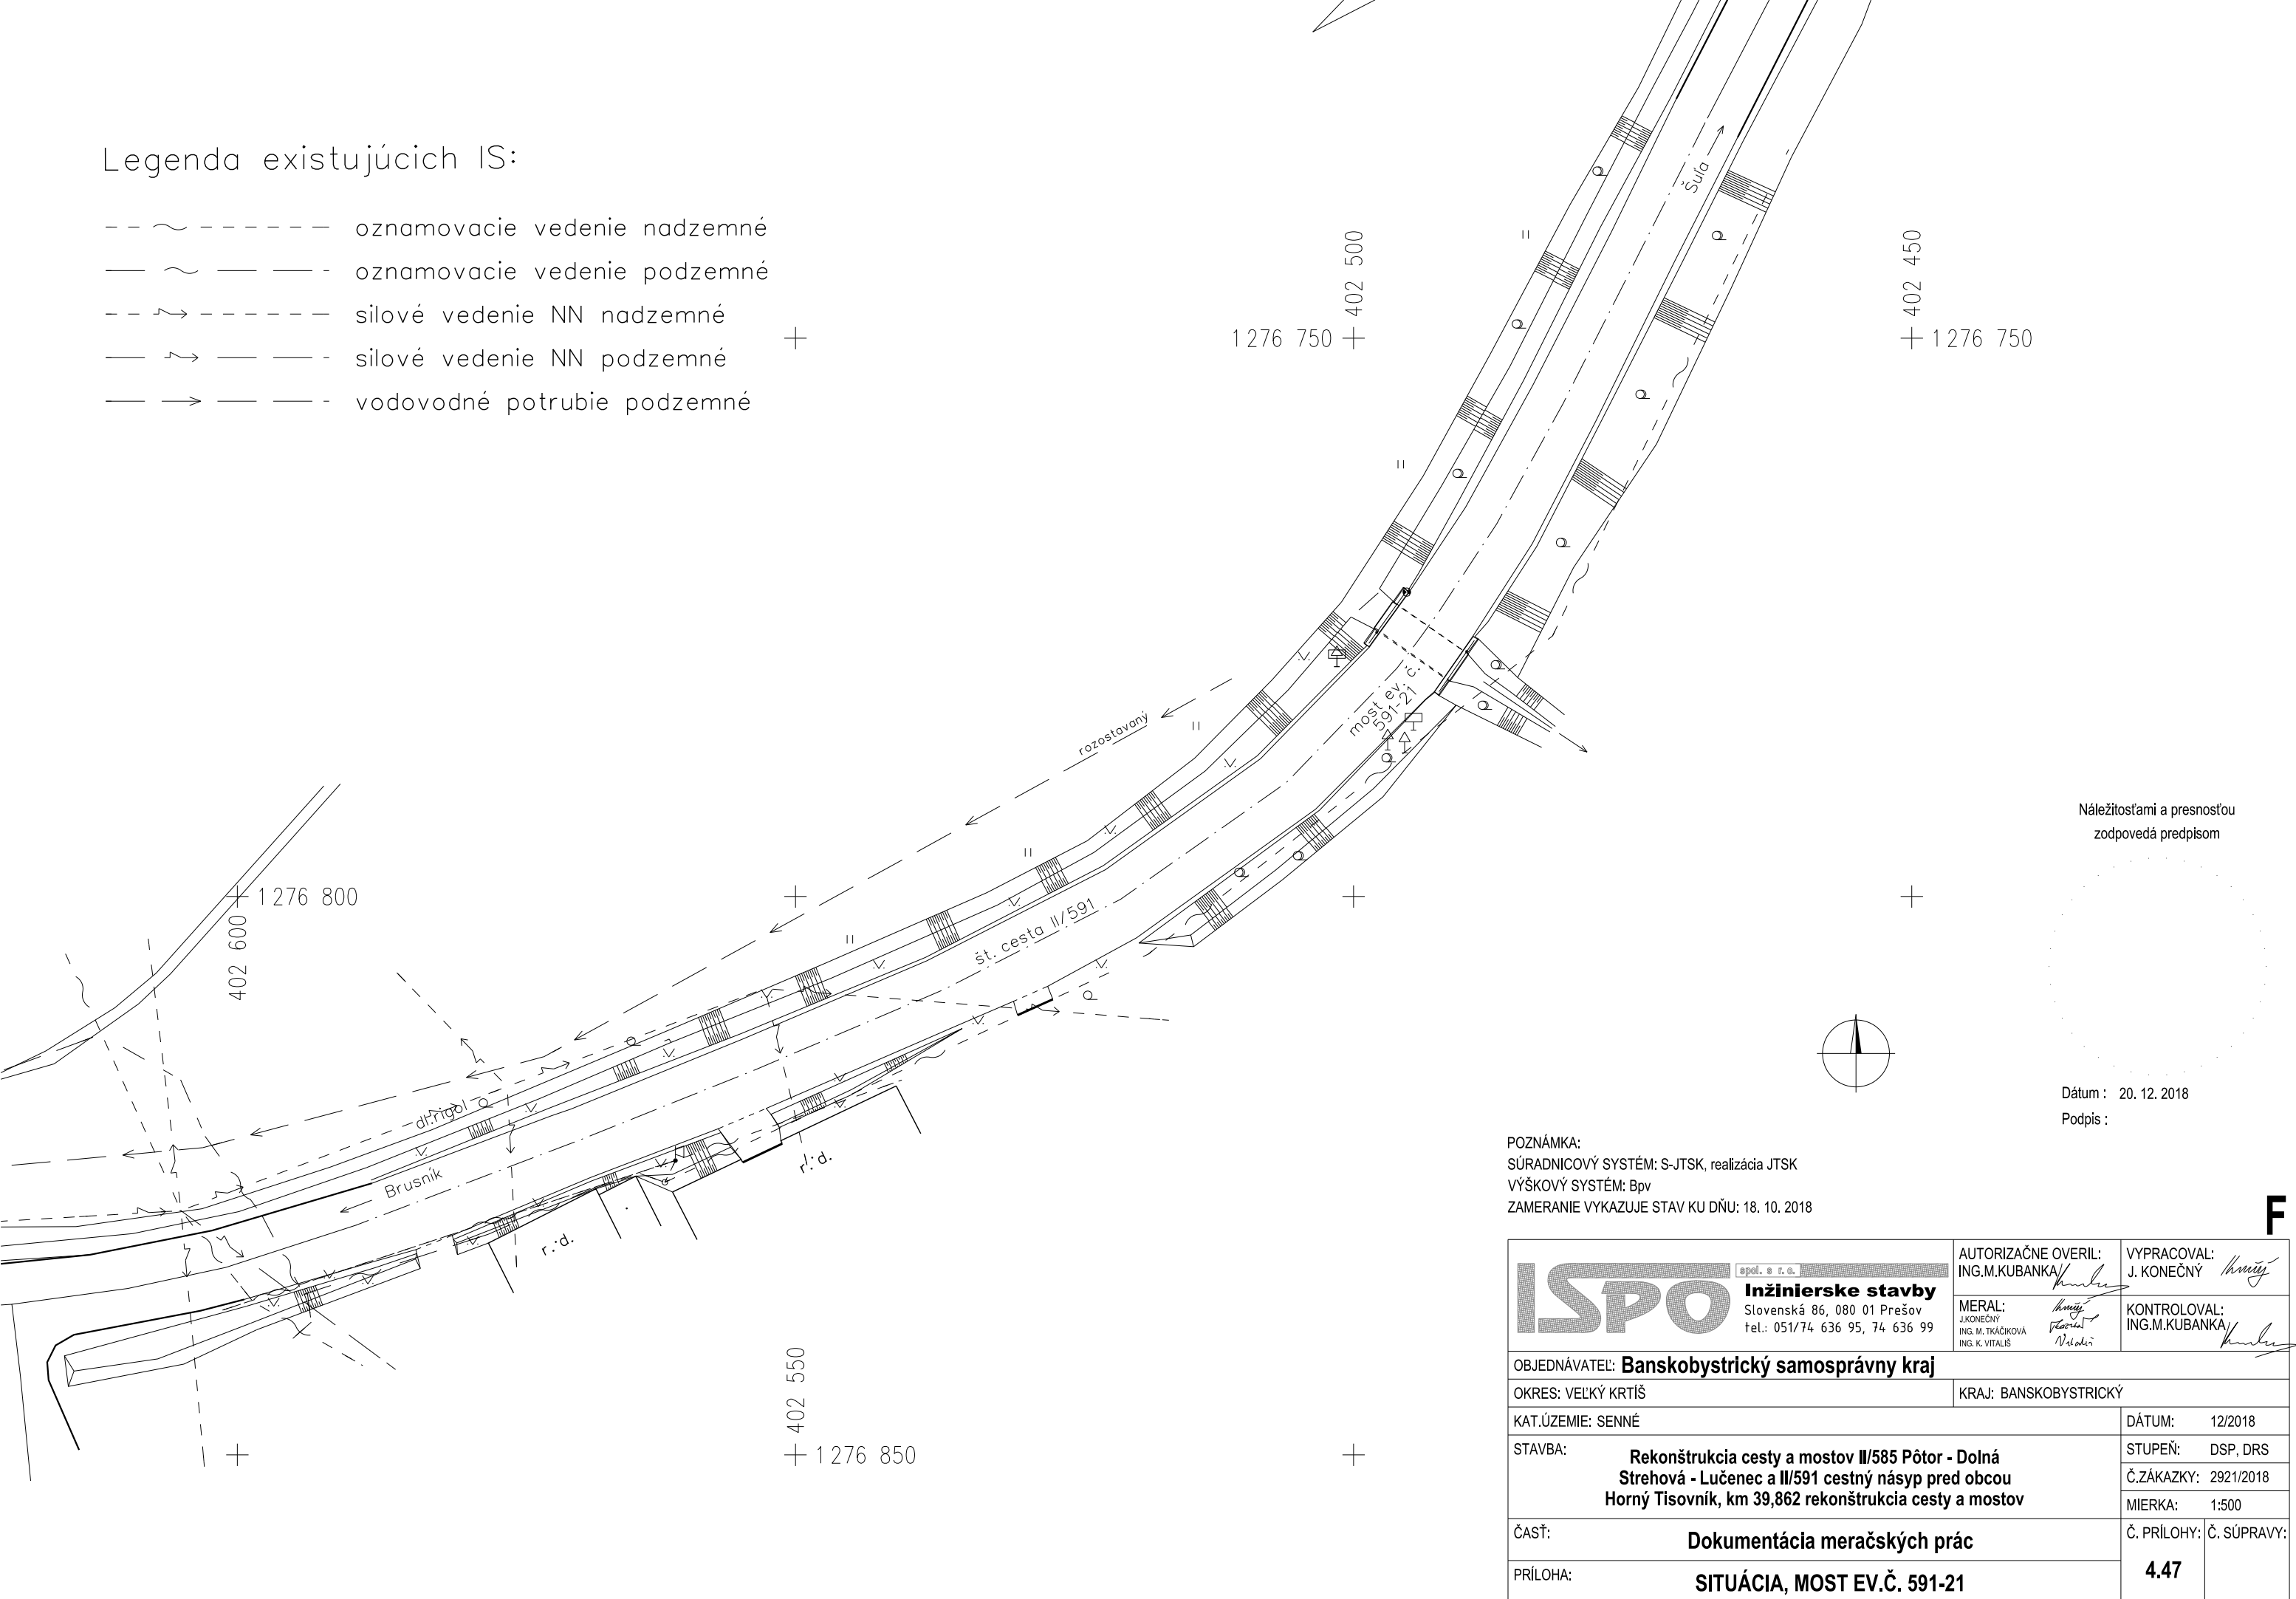 Legenda existujúcich IS:
oznamovacie vedenie nadzemné
oznamovacie vedenie podzemné
silové vedenie NN nadzemné
silové vedenie NN podzemné
vodovodné potrubie podzemné
402 500
1 276 750
402 450
1 276 750
Šuľa
most ev. č.
591-21
rozostavaný
št. cesta II/591
1 276 800
402 600
dl.rigol
Brusník
r. d.
r. d.
402 550
1 276 850
Náležitosťami a presnosťou
zodpovedá predpisom
Dátum : 20. 12. 2018
Podpis :
POZNÁMKA:
SÚRADNICOVÝ SYSTÉM: S-JTSK, realizácia JTSK
VÝŠKOVÝ SYSTÉM: Bpv
ZAMERANIE VYKAZUJE STAV KU DŇU: 18. 10. 2018
F
ISPO
spol. s r. o.
Inžinierske stavby
Slovenská 86, 080 01 Prešov
tel.: 051/74 636 95, 74 636 99
AUTORIZAČNE OVERIL:
ING.M.KUBANKA
VYPRACOVAL:
J. KONEČNÝ
MERAL:
J.KONEČNÝ
ING. M. TKÁČIKOVÁ
ING. K. VITALIŠ
KONTROLOVAL:
ING.M.KUBANKA
OBJEDNÁVATEĽ: Banskobystrický samosprávny kraj
OKRES: VEĽKÝ KRTÍŠ
KRAJ: BANSKOBYSTRICKÝ
KAT.ÚZEMIE: SENNÉ
DÁTUM: 12/2018
STAVBA:
Rekonštrukcia cesty a mostov II/585 Pôtor - Dolná
Strehová - Lučenec a II/591 cestný násyp pred obcou
Horný Tisovník, km 39,862 rekonštrukcia cesty a mostov
STUPEŇ: DSP, DRS
Č.ZÁKAZKY: 2921/2018
MIERKA: 1:500
ČASŤ: Dokumentácia meračských prác
Č. PRÍLOHY: Č. SÚPRAVY:
4.47
PRÍLOHA: SITUÁCIA, MOST EV.Č. 591-21